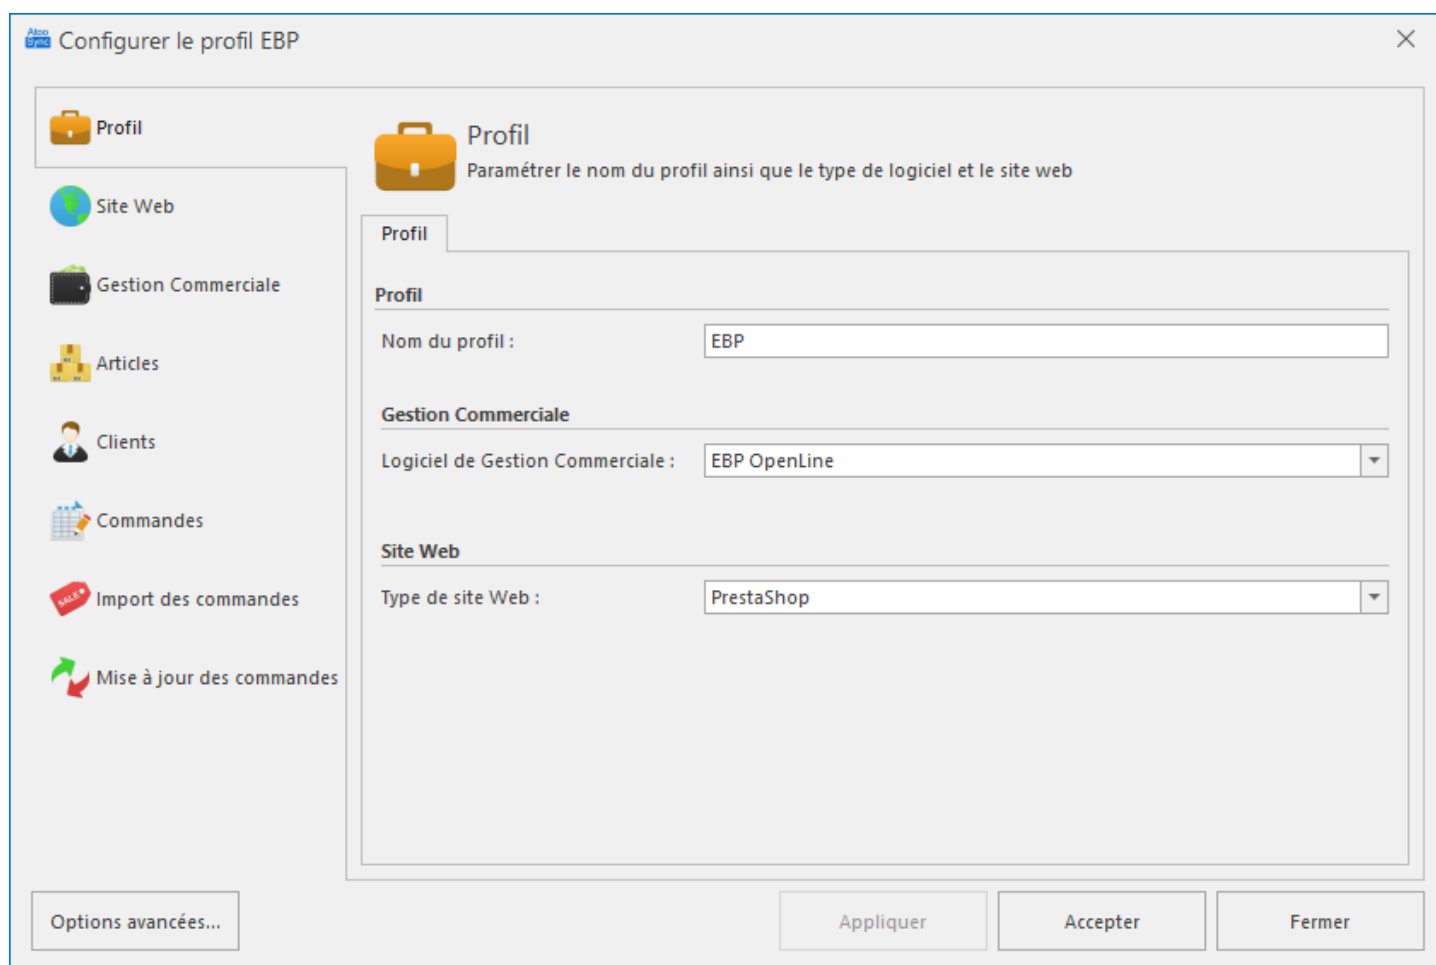 Atoo
Sync
Configurer le profil EBP
Profil
Site Web
Gestion Commerciale
Articles
Clients
Commandes
SALE
Import des commandes
Mise à jour des commandes
Profil
Paramétrer le nom du profil ainsi que le type de logiciel et le site web
Profil
Profil
Nom du profil :
EBP
Gestion Commerciale
Logiciel de Gestion Commerciale :
EBP OpenLine
Site Web
Type de site Web :
PrestaShop
Options avancées...
Appliquer
Accepter
Fermer